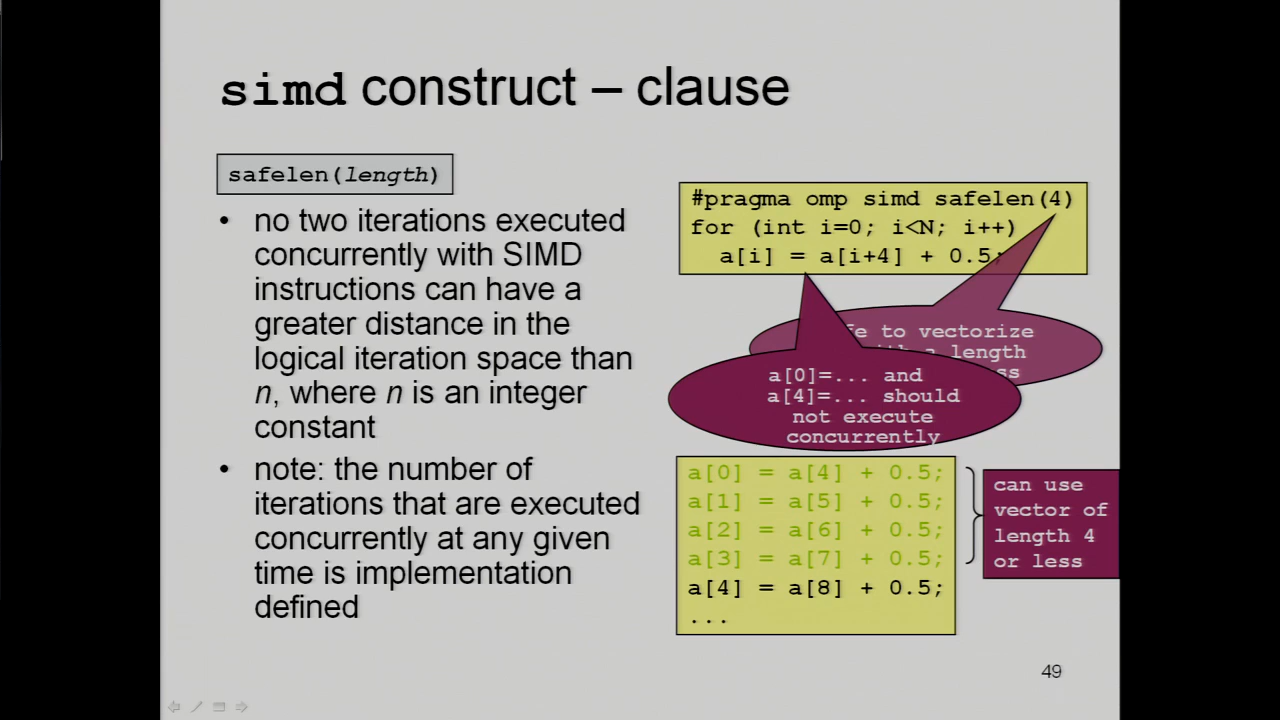 simd construct – clause
safelen(length)
• no two iterations executed
concurrently with SIMD
instructions can have a
greater distance in the
logical iteration space than
n, where n is an integer
constant
• note: the number of
iterations that are executed
concurrently at any given
time is implementation
defined
#pragma omp simd safelen(4)
for (int i=0; i<N; i++)
a[i] = a[i+4] + 0.5;
to vectorize
length
a[0]=... and
a[4]=... should
not execute
concurrently
a[0] = a[4] + 0.5;
a[1] = a[5] + 0.5;
a[2] = a[6] + 0.5;
a[3] = a[7] + 0.5;
a[4] = a[8] + 0.5;
...
can use
vector of
length 4
or less
49